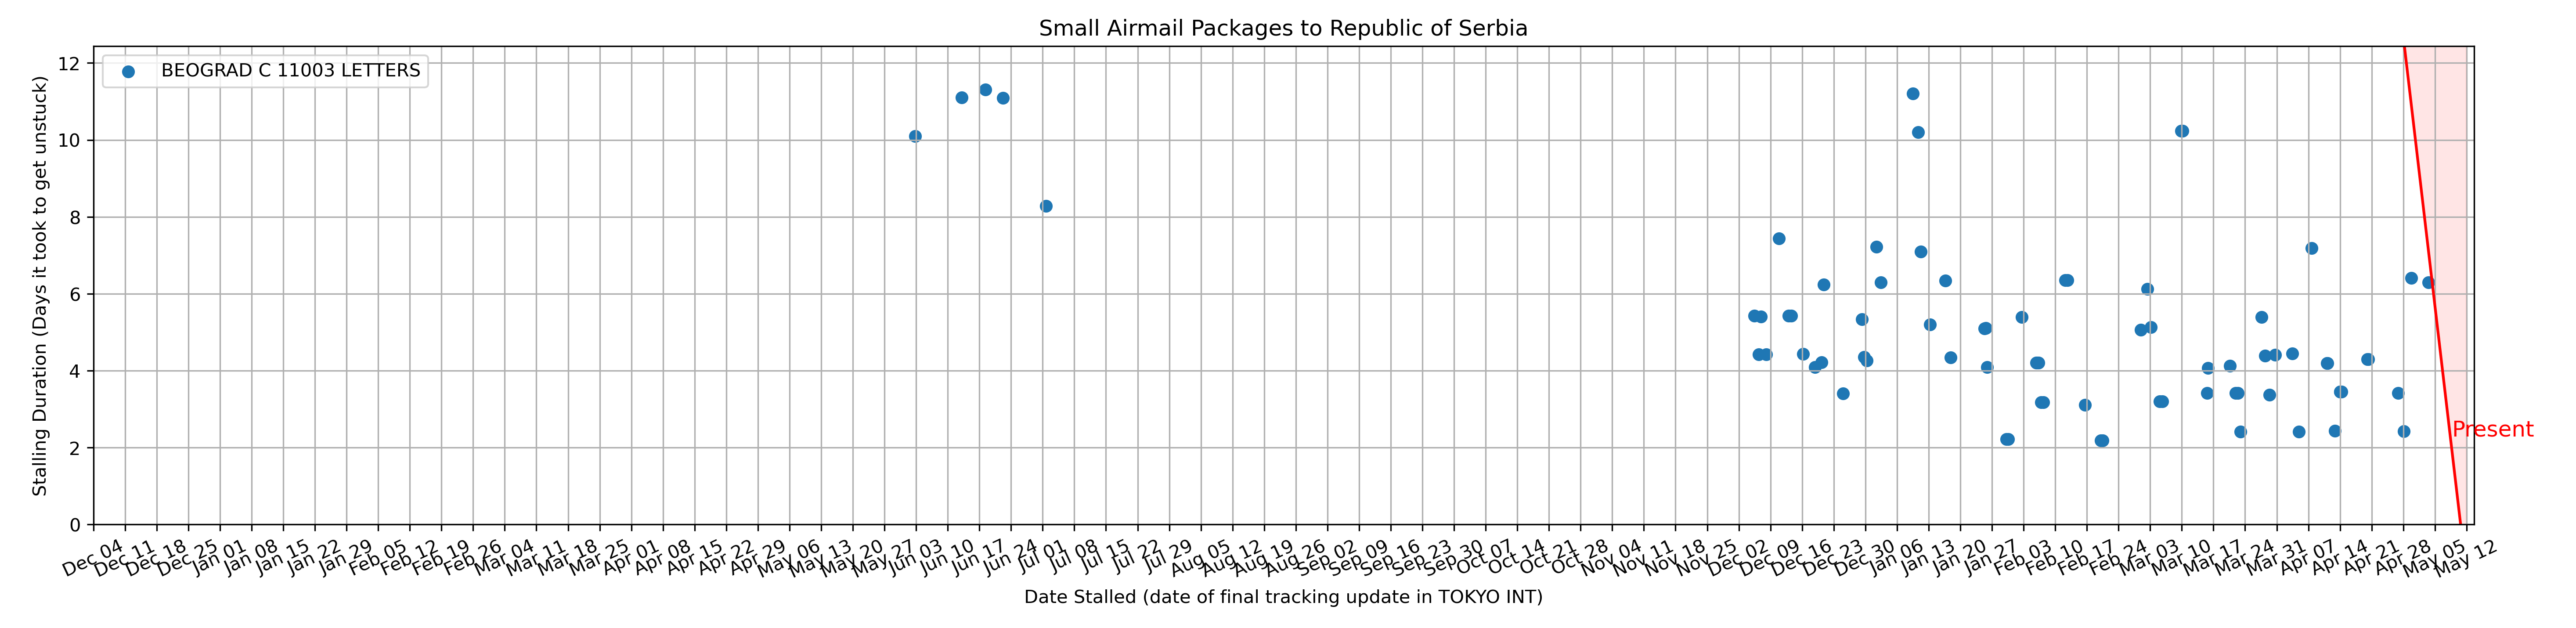 Small Airmail Packages to Republic of Serbia
BEOGRAD C 11003 LETTERS
Stalling Duration (Days it took to get unstuck)
12
10
8
6
4
2
0
Present
Dec 04
Dec 11
Dec 18
Dec 25
Jan 01
Jan 08
Jan 15
Jan 22
Jan 29
Feb 05
Feb 12
Feb 19
Feb 26
Mar 04
Mar 11
Mar 18
Mar 25
Apr 01
Apr 08
Apr 15
Apr 22
Apr 29
May 06
May 13
May 20
May 27
Jun 03
Jun 10
Jun 17
Jun 24
Jul 01
Jul 08
Jul 15
Jul 22
Jul 29
Aug 05
Aug 12
Aug 19
Aug 26
Sep 02
Sep 09
Sep 16
Sep 23
Sep 30
Oct 07
Oct 14
Oct 21
Oct 28
Nov 04
Nov 11
Nov 18
Nov 25
Dec 02
Dec 09
Dec 16
Dec 23
Dec 30
Jan 06
Jan 13
Jan 20
Jan 27
Feb 03
Feb 10
Feb 17
Feb 24
Mar 03
Mar 10
Mar 17
Mar 24
Mar 31
Apr 07
Apr 14
Apr 21
Apr 28
May 05
May 12
Date Stalled (date of final tracking update in TOKYO INT)